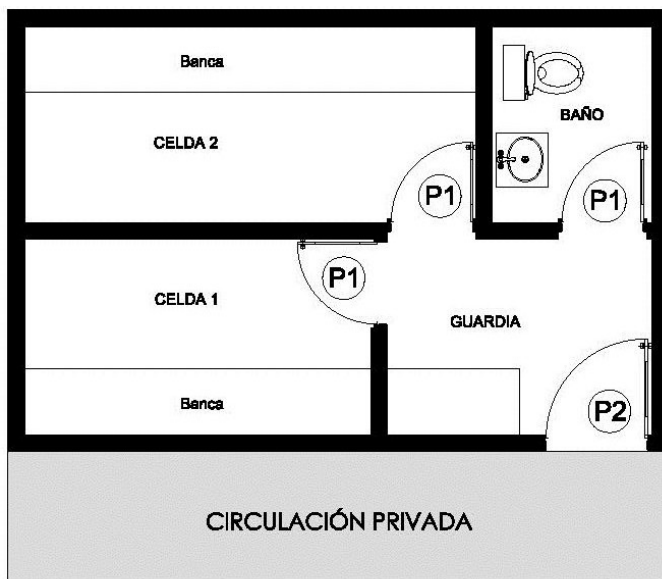 Banca
BAÑO
CELDA 2
P1
P1
P1
CELDA 1
GUARDIA
Banca
P2
CIRCULACIÓN PRIVADA